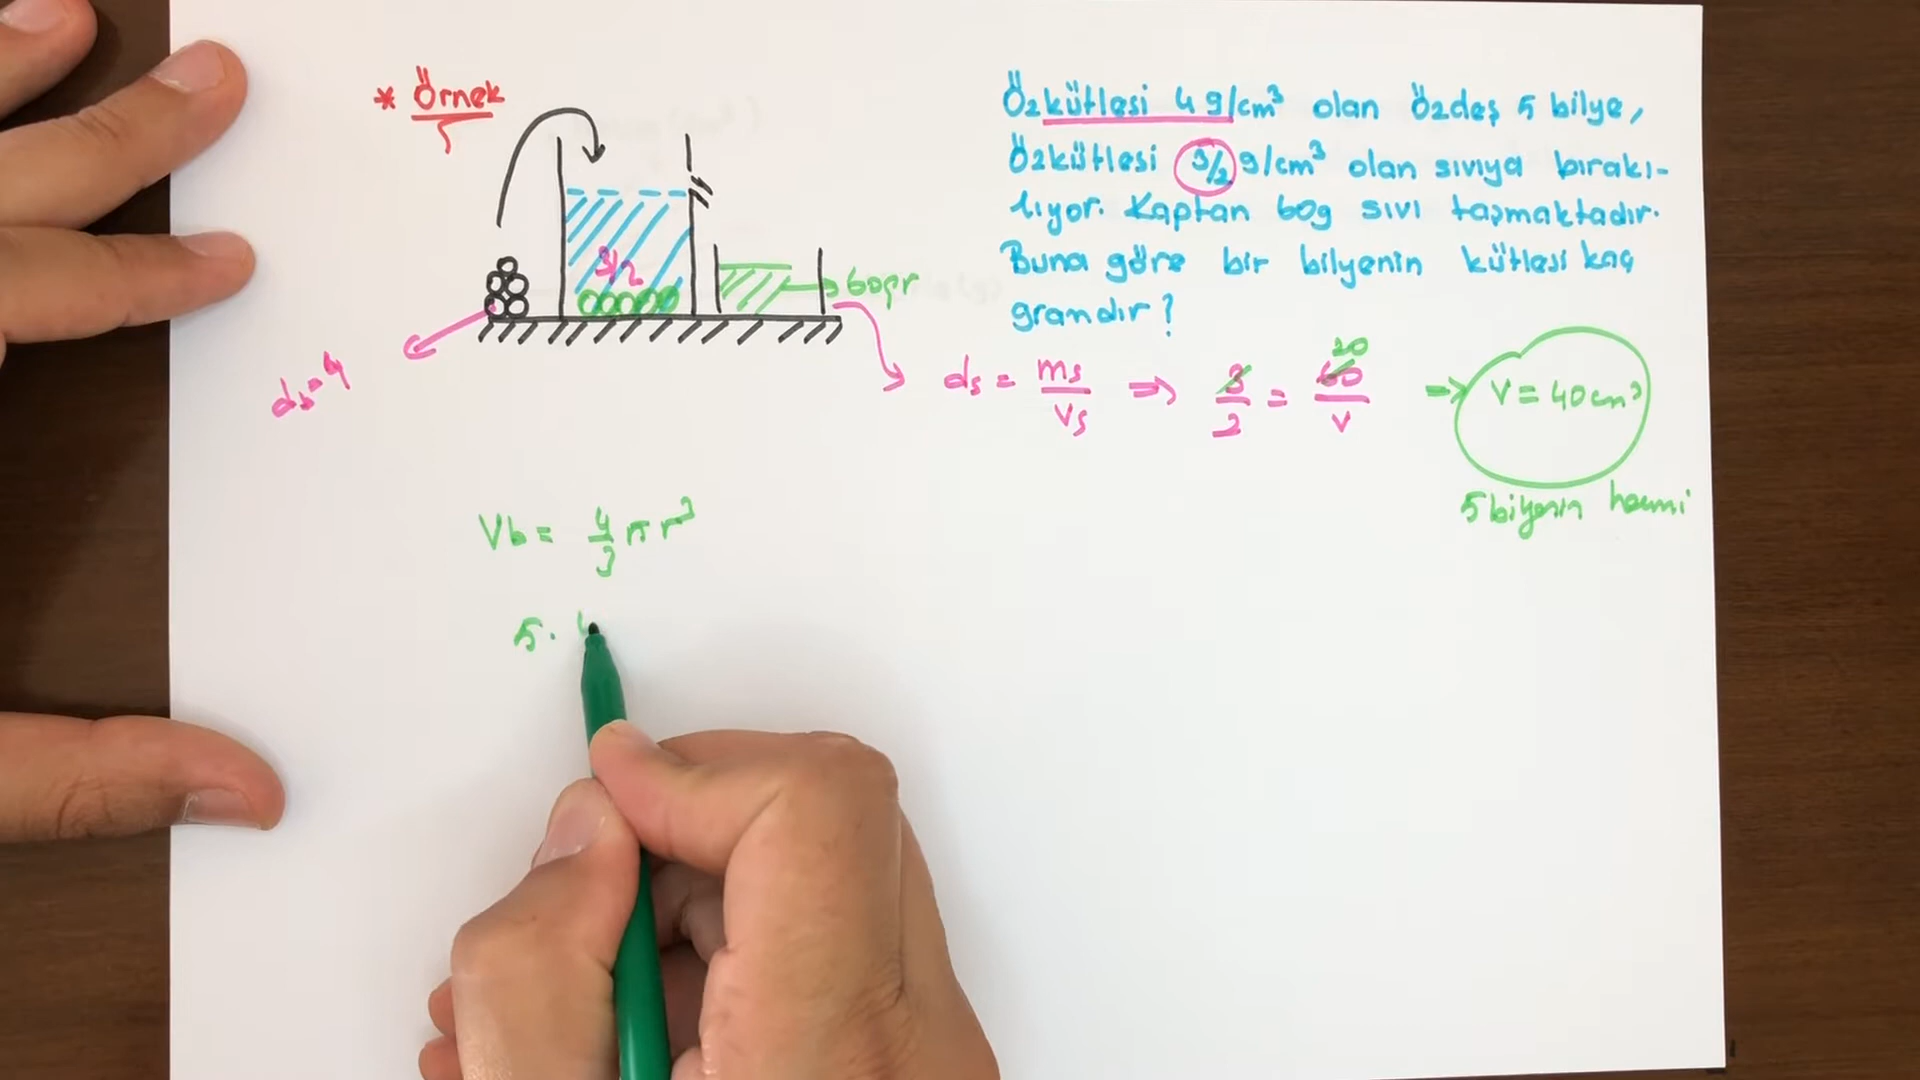 * Örnek
Özkütlesi 4 g/cm³ olan özdeş 5 bilye,
Özkütlesi 3/2 g/cm³ olan sıvıya bırakı-
lıyor. Kaptan 60g sıvı taşmaktadır.
Buna göre bir bilyenin kütlesi kaç
gramdır?
3/2
60gr
db=4
ds = ms/Vs => 3/2 = 60/V => V = 40cm³
20
5 bilyenin hacmi
Vb = 4/3 π r³
5.